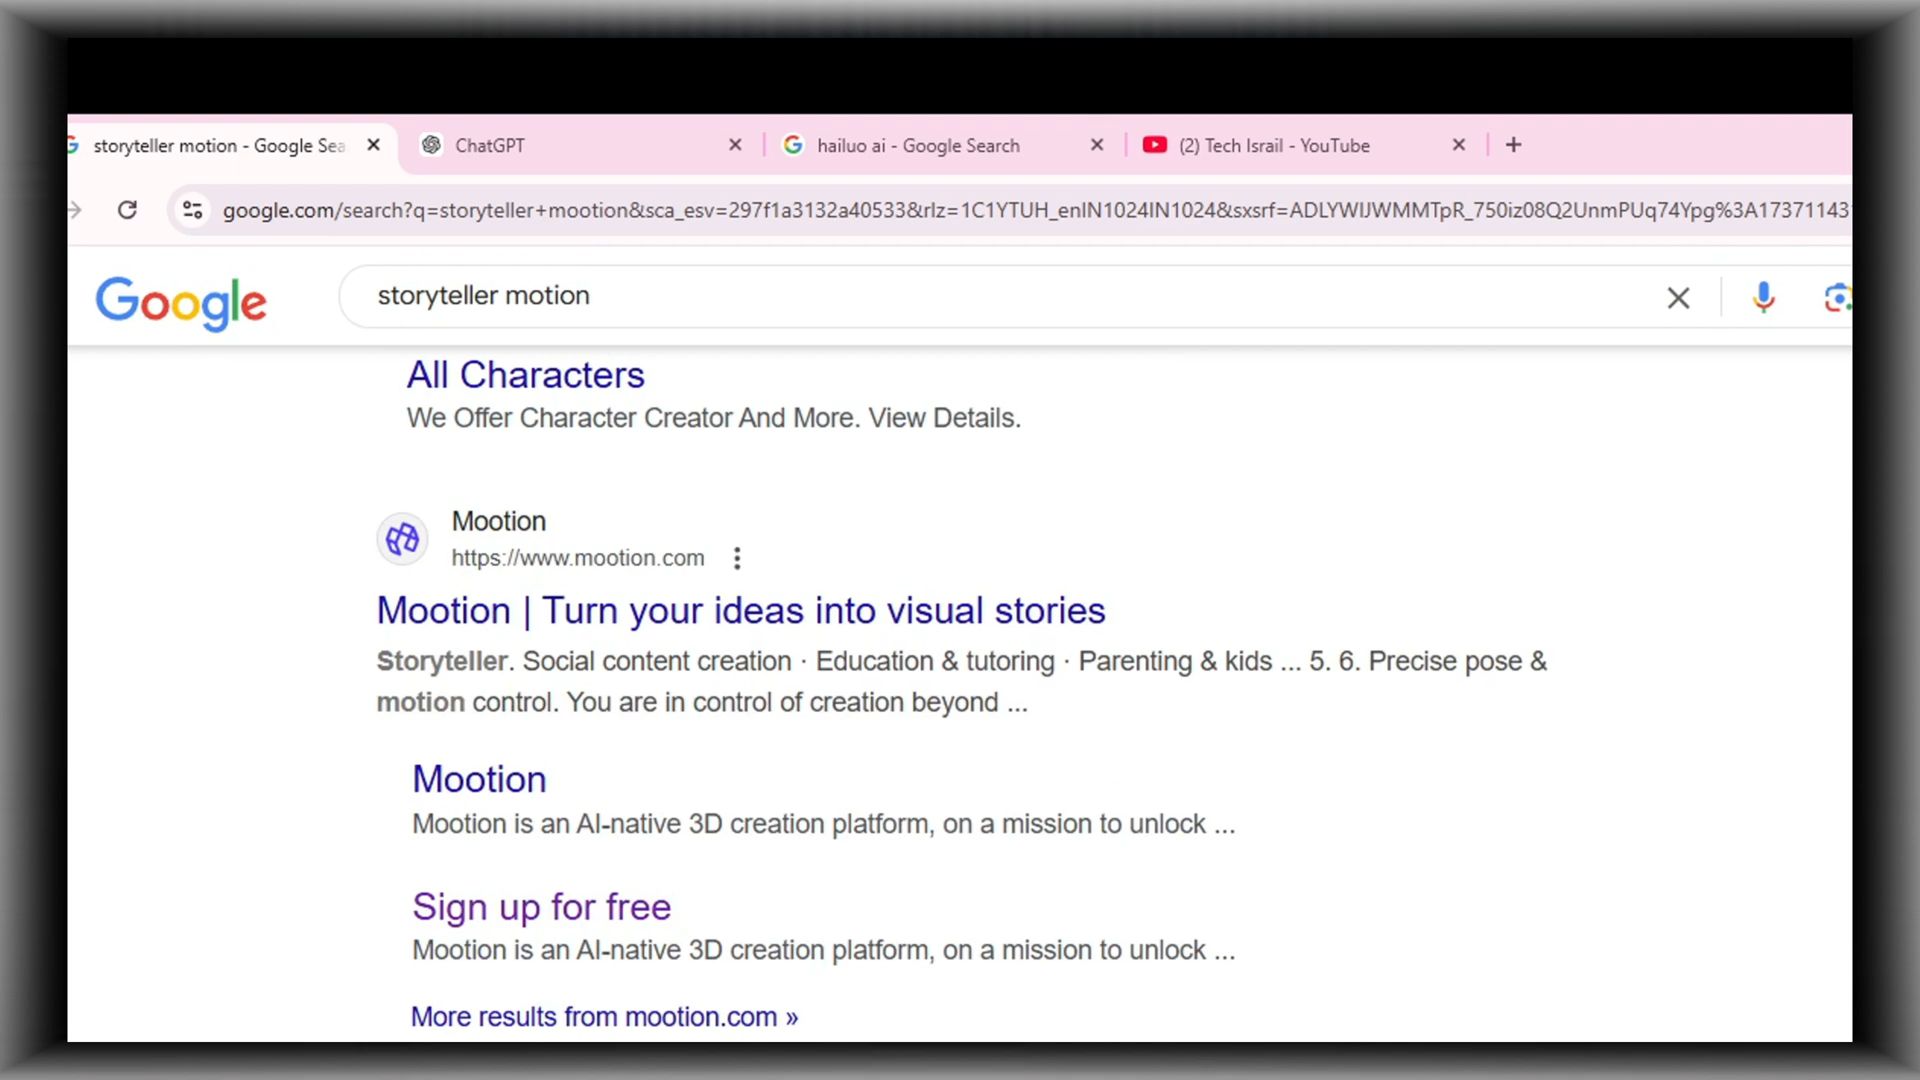 storyteller motion - Google Sea
ChatGPT
hailuo ai - Google Search
(2) Tech Israil - YouTube
google.com/search?q=storyteller+mootion&sca_esv=297f1a3132a40533&rlz=1C1YTUH_enIN1024IN1024&sxsrf=ADLYWIJWMMTpR_750iz08Q2UnmPUq74Ypg%3A17371143
Google
storyteller motion
All Characters
We Offer Character Creator And More. View Details.
Mootion
https://www.mootion.com
Mootion | Turn your ideas into visual stories
Storyteller. Social content creation · Education & tutoring · Parenting & kids ... 5. 6. Precise pose &
motion control. You are in control of creation beyond ...
Mootion
Mootion is an AI-native 3D creation platform, on a mission to unlock ...
Sign up for free
Mootion is an AI-native 3D creation platform, on a mission to unlock ...
More results from mootion.com »